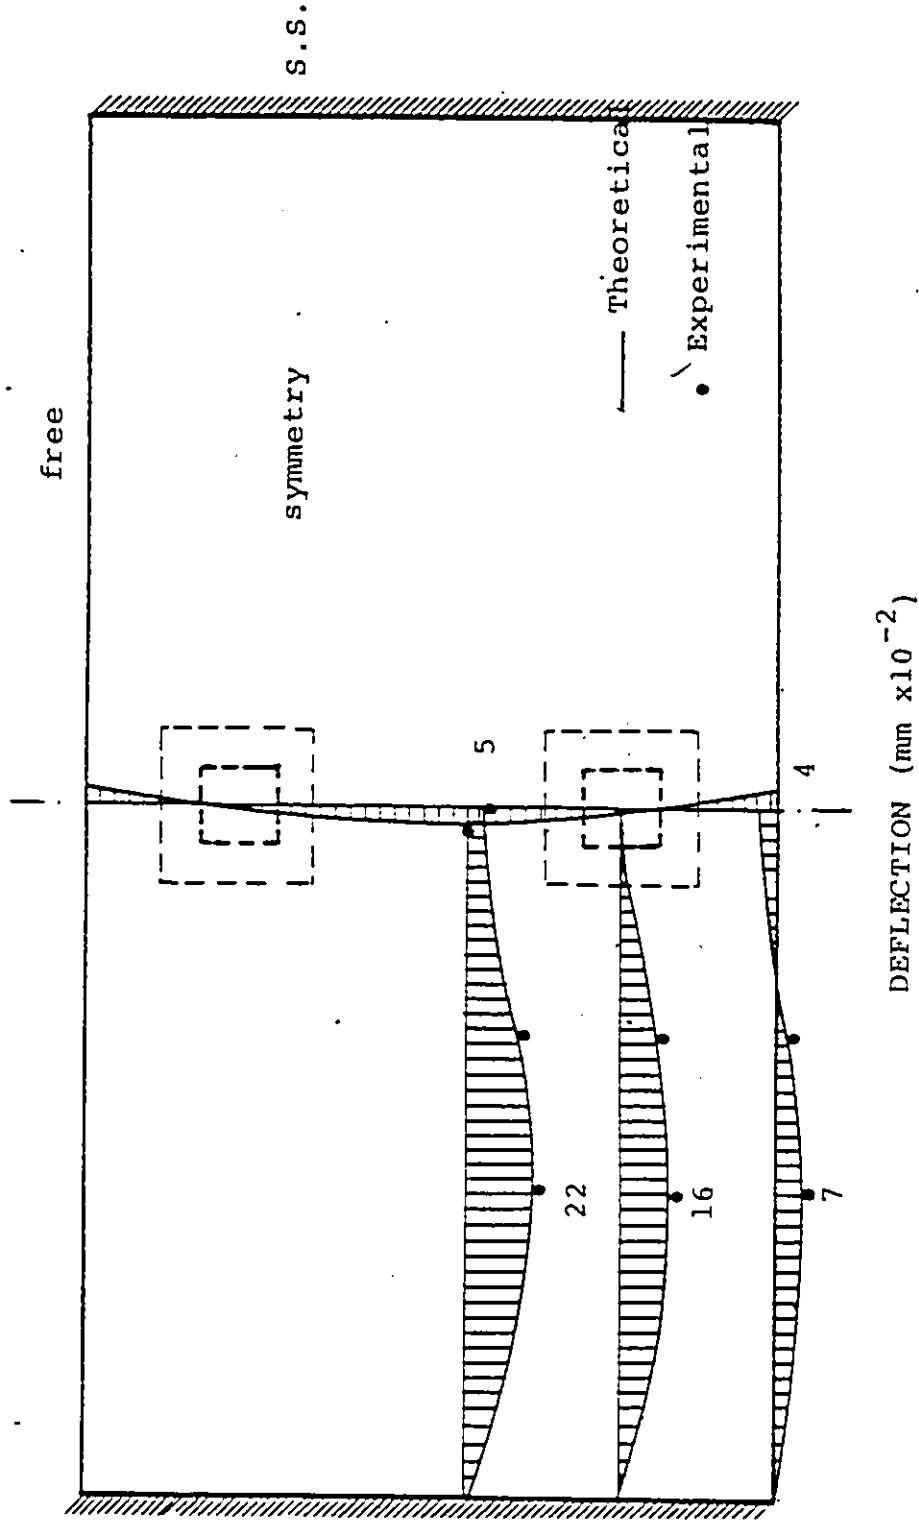 free
s.s.
symmetry
Theoretical
Experimental
5
4
22
16
7
DEFLECTION (mm x10⁻²)